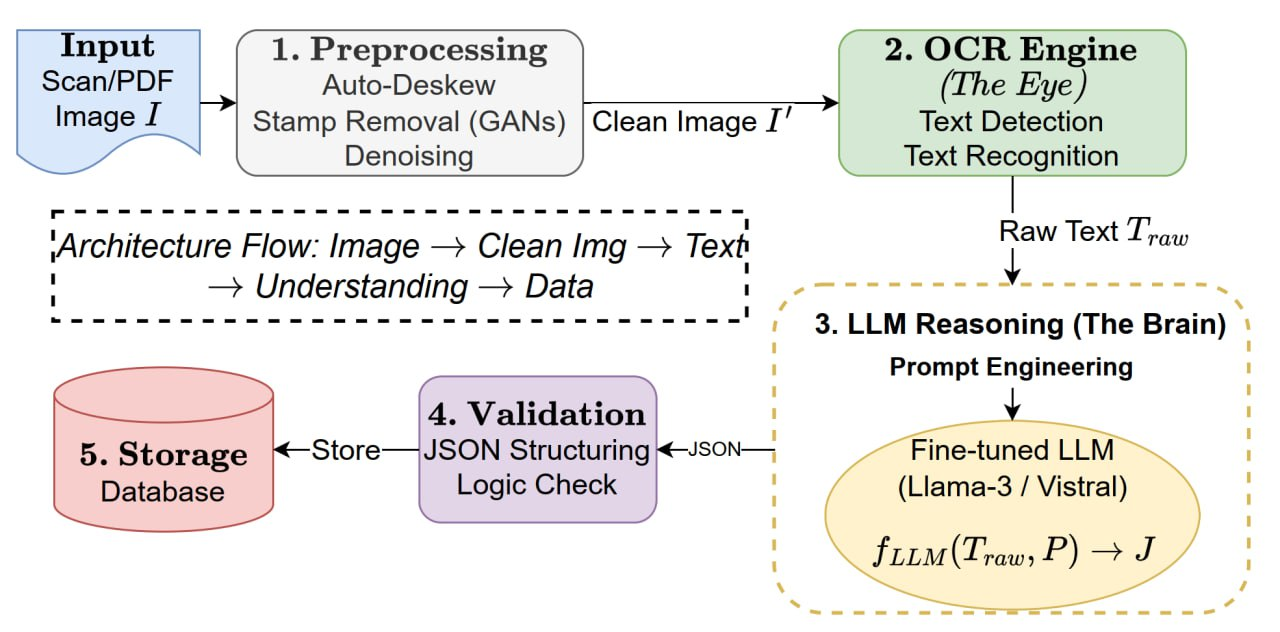 Input
Scan/PDF
Image I
1. Preprocessing
Auto-Deskew
Stamp Removal (GANs)
Denoising
Clean Image I′
2. OCR Engine
(The Eye)
Text Detection
Text Recognition
Raw Text T_raw
Architecture Flow: Image → Clean Img → Text
→ Understanding → Data
3. LLM Reasoning (The Brain)
Prompt Engineering
Fine-tuned LLM
(Llama-3 / Vistral)
f_LLM(T_raw, P) → J
JSON
4. Validation
JSON Structuring
Logic Check
Store
5. Storage
Database